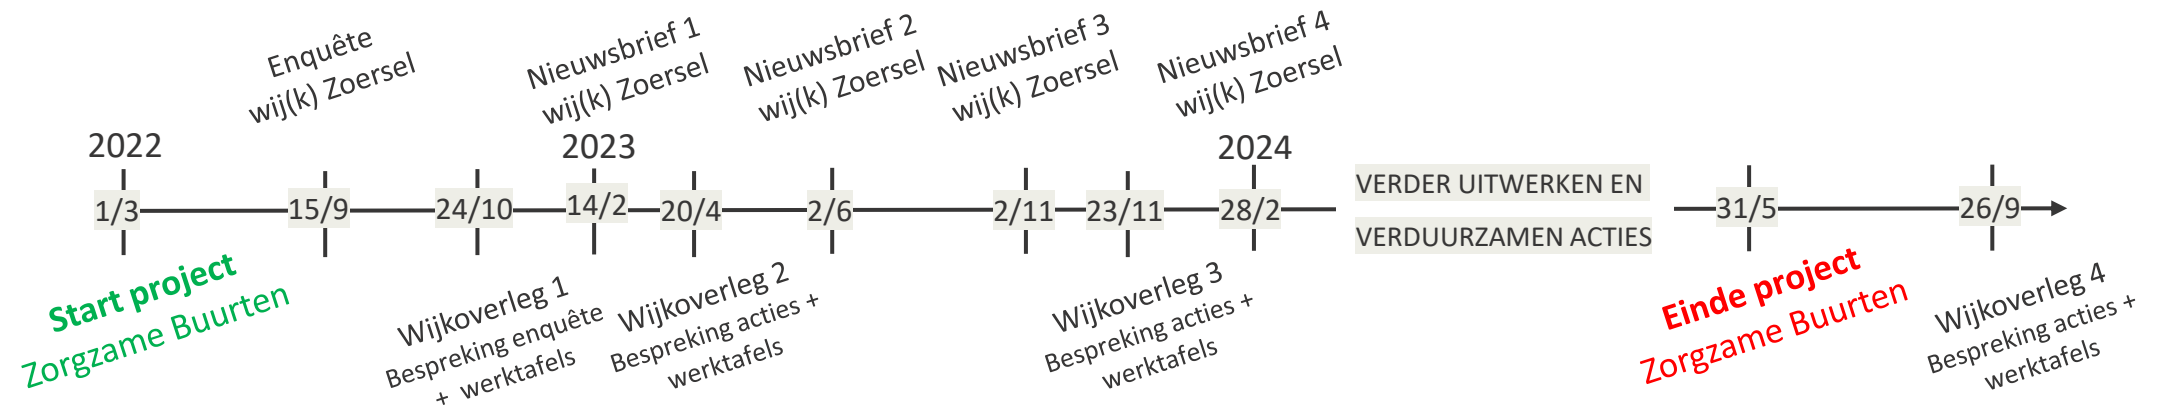 Enquête
wij(k) Zoersel
Nieuwsbrief 1
wij(k) Zoersel
Nieuwsbrief 2
wij(k) Zoersel
Nieuwsbrief 3
wij(k) Zoersel
Nieuwsbrief 4
wij(k) Zoersel
2022
2023
2024
1/3
15/9
24/10
14/2
20/4
2/6
2/11
23/11
28/2
VERDER UITWERKEN EN
VERDUURZAMEN ACTIES
31/5
26/9
Start project
Zorgzame Buurten
Wijkoverleg 1
Bespreking enquête
+ werktafels
Wijkoverleg 2
Bespreking acties +
werktafels
Wijkoverleg 3
Bespreking acties +
werktafels
Einde project
Zorgzame Buurten
Wijkoverleg 4
Bespreking acties +
werktafels